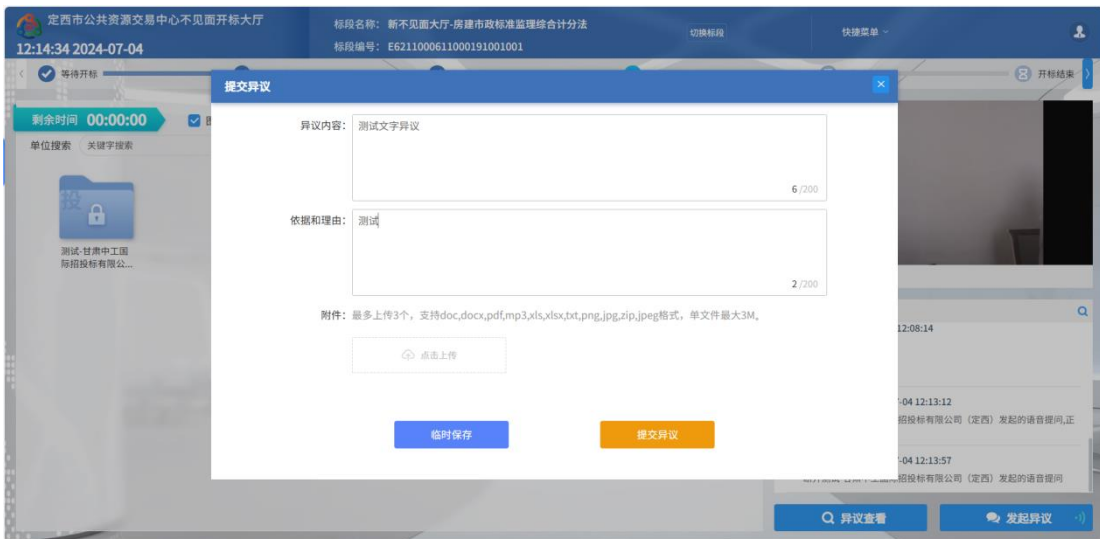 定西市公共资源交易中心不见面开标大厅
12:14:34 2024-07-04
标段名称： 新不见面大厅-房建市政标准监理综合计分法
标段编号： E6211000611000191001001
切换标段
快捷菜单
等待开标
8 开标结束
剩余时间 00:00:00
单位搜索 关键字搜索
投
测试-甘肃中工国
际招投标有限公...
提交异议
异议内容： 测试文字异议
6 /200
依据和理由： 测试
2 /200
附件： 最多上传3个，支持doc,docx,pdf,mp3,xls,xlsx,txt,png,jpg,zip,jpeg格式，单文件最大3M。
点击上传
临时保存
提交异议
12:08:14
-04 12:13:12
招投标有限公司（定西）发起的语音提问,正
-04 12:13:57
招投标有限公司（定西）发起的语音提问
异议查看
发起异议